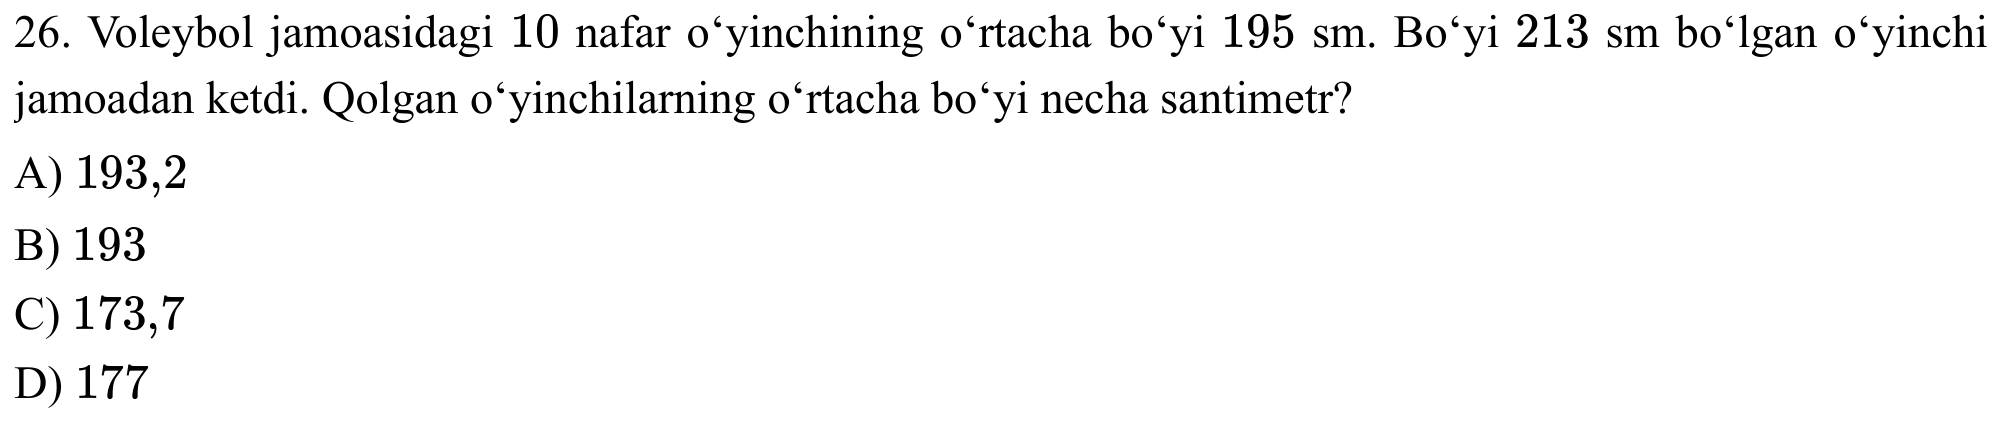 26. Voleybol jamoasidagi 10 nafar o‘yinchining o‘rtacha bo‘yi 195 sm. Bo‘yi 213 sm bo‘lgan o‘yinchi
jamoadan ketdi. Qolgan o‘yinchilarning o‘rtacha bo‘yi necha santimetr?
A) 193,2
B) 193
C) 173,7
D) 177